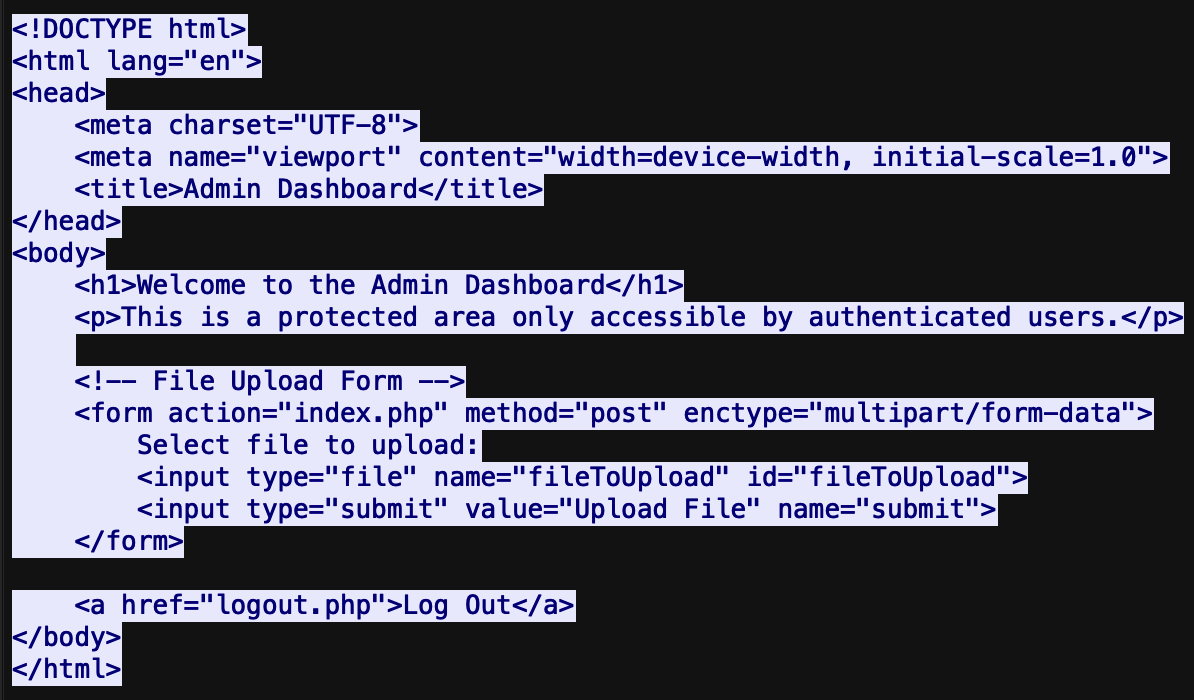 <!DOCTYPE html>
<html lang="en">
<head>
    <meta charset="UTF-8">
    <meta name="viewport" content="width=device-width, initial-scale=1.0">
    <title>Admin Dashboard</title>
</head>
<body>
    <h1>Welcome to the Admin Dashboard</h1>
    <p>This is a protected area only accessible by authenticated users.</p>

    <!-- File Upload Form -->
    <form action="index.php" method="post" enctype="multipart/form-data">
        Select file to upload:
        <input type="file" name="fileToUpload" id="fileToUpload">
        <input type="submit" value="Upload File" name="submit">
    </form>

    <a href="logout.php">Log Out</a>
</body>
</html>